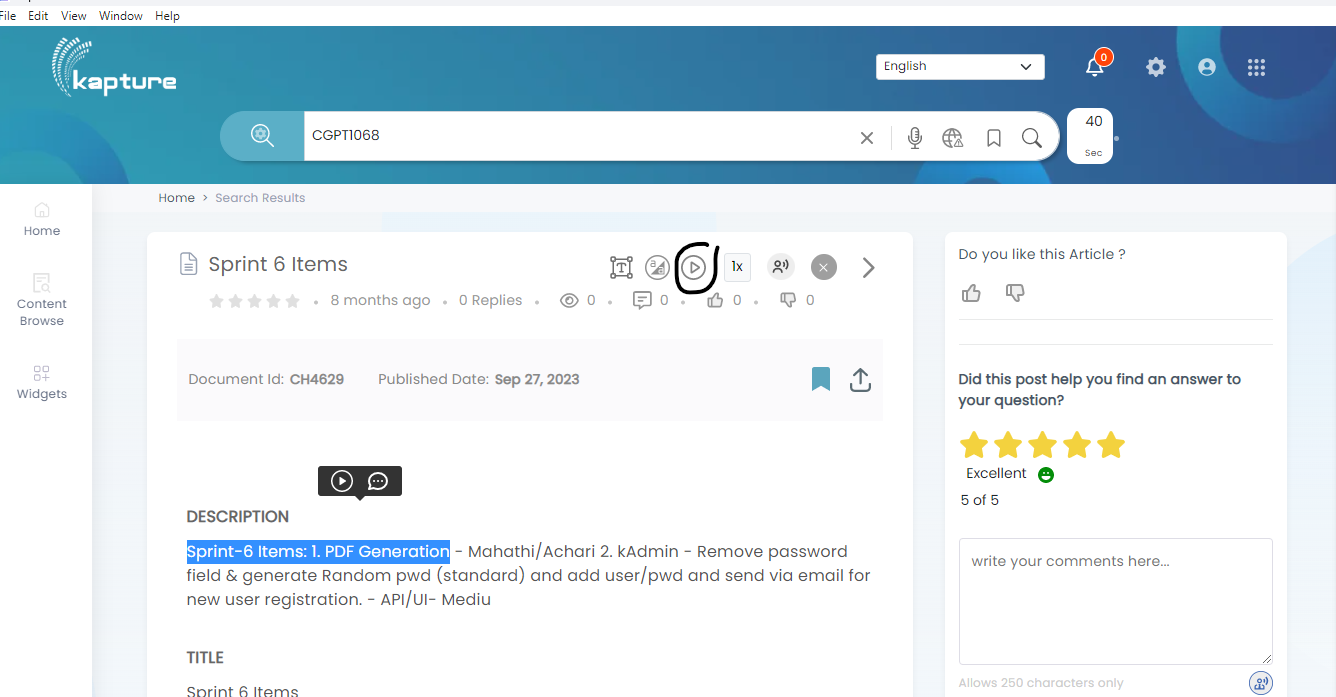 File Edit View Window Help
kapture
English
0
CGPT1068
40
Sec
Home > Search Results
Home
Content
Browse
Widgets
Sprint 6 Items
1x
8 months ago • 0 Replies • 0 • 0 • 0 • 0
Document Id: CH4629 Published Date: Sep 27, 2023
DESCRIPTION
Sprint-6 Items: 1. PDF Generation - Mahathi/Achari 2. kAdmin - Remove password
field & generate Random pwd (standard) and add user/pwd and send via email for
new user registration. - API/UI- Mediu
TITLE
Sprint 6 Items
Do you like this Article ?
Did this post help you find an answer to
your question?
Excellent
5 of 5
write your comments here...
Allows 250 characters only